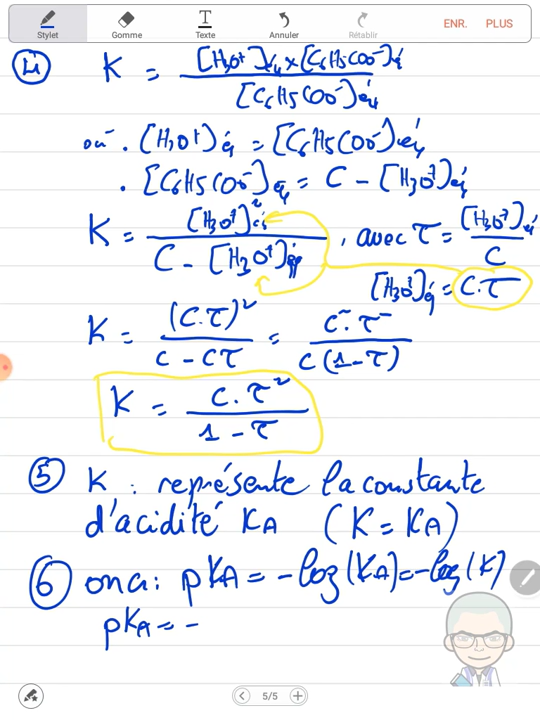 Stylet Gomme Texte Annuler Rétablir ENR. PLUS
④ K = [H3O+]éq × [C6H5COO-]éq / [C6H5COO-]éq
où . [H3O+]éq = [C6H5COO-]éq
. [C6H5COO-]éq = C - [H3O+]éq
K = [H3O+]²éq / C - [H3O+]éq , avec τ = [H3O+]éq / C
[H3O+]éq = C.τ
K = (C.τ)² / C - Cτ = C².τ² / C(1-τ)
K = C.τ² / 1-τ
⑤ K : représente la constante
d'acidité KA (K = KA)
⑥ on a : pKA = -log(KA) = -log(K)
pKA = -
5/5